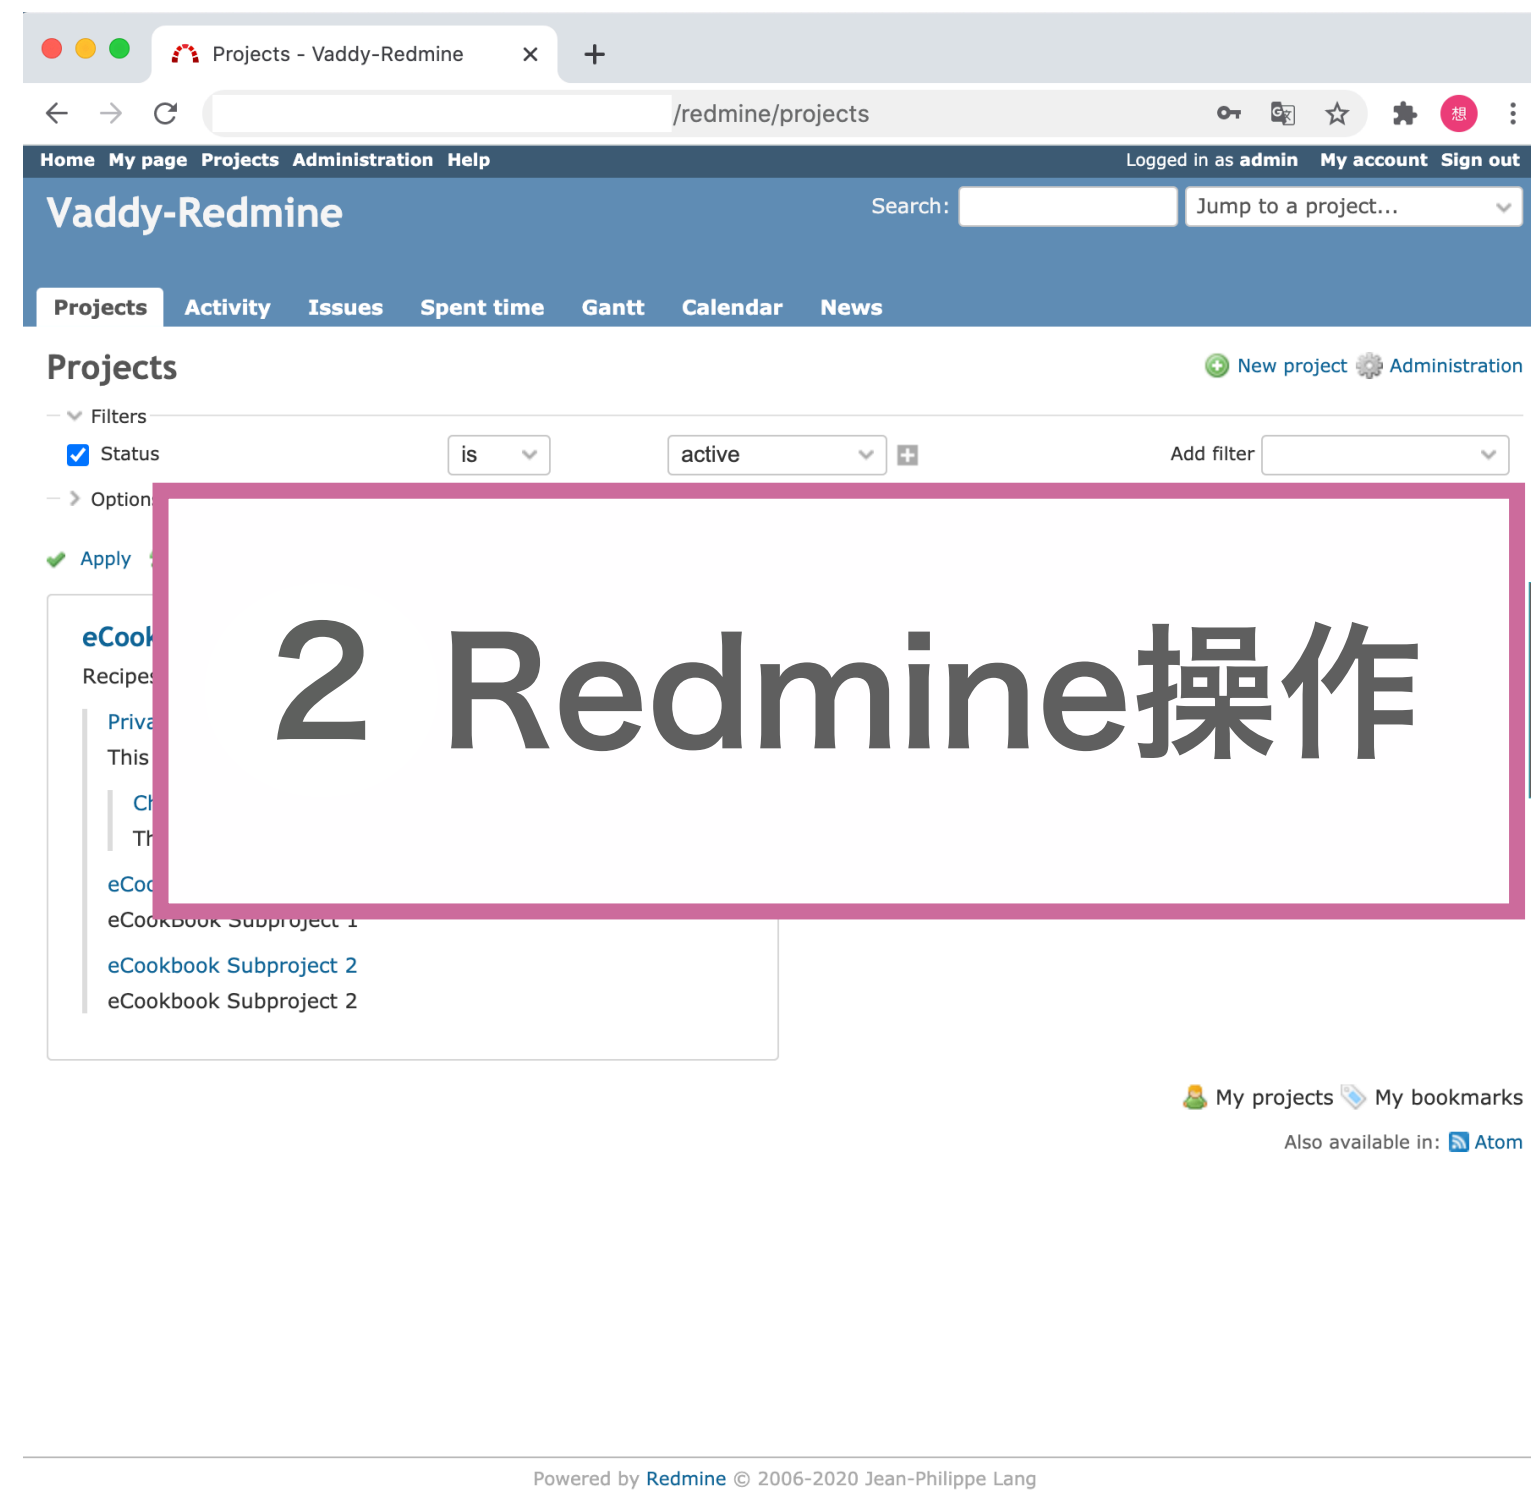 Projects - Vaddy-Redmine
/redmine/projects
想
Home My page Projects Administration Help
Logged in as admin My account Sign out
Vaddy-Redmine
Search:
Jump to a project...
Projects Activity Issues Spent time Gantt Calendar News
Projects
New project Administration
Filters
Status is active Add filter
Apply
2 Redmine操作
This
eCookbook Subproject 1
eCookbook Subproject 2
eCookbook Subproject 2
My projects My bookmarks
Also available in: Atom
Powered by Redmine © 2006-2020 Jean-Philippe Lang